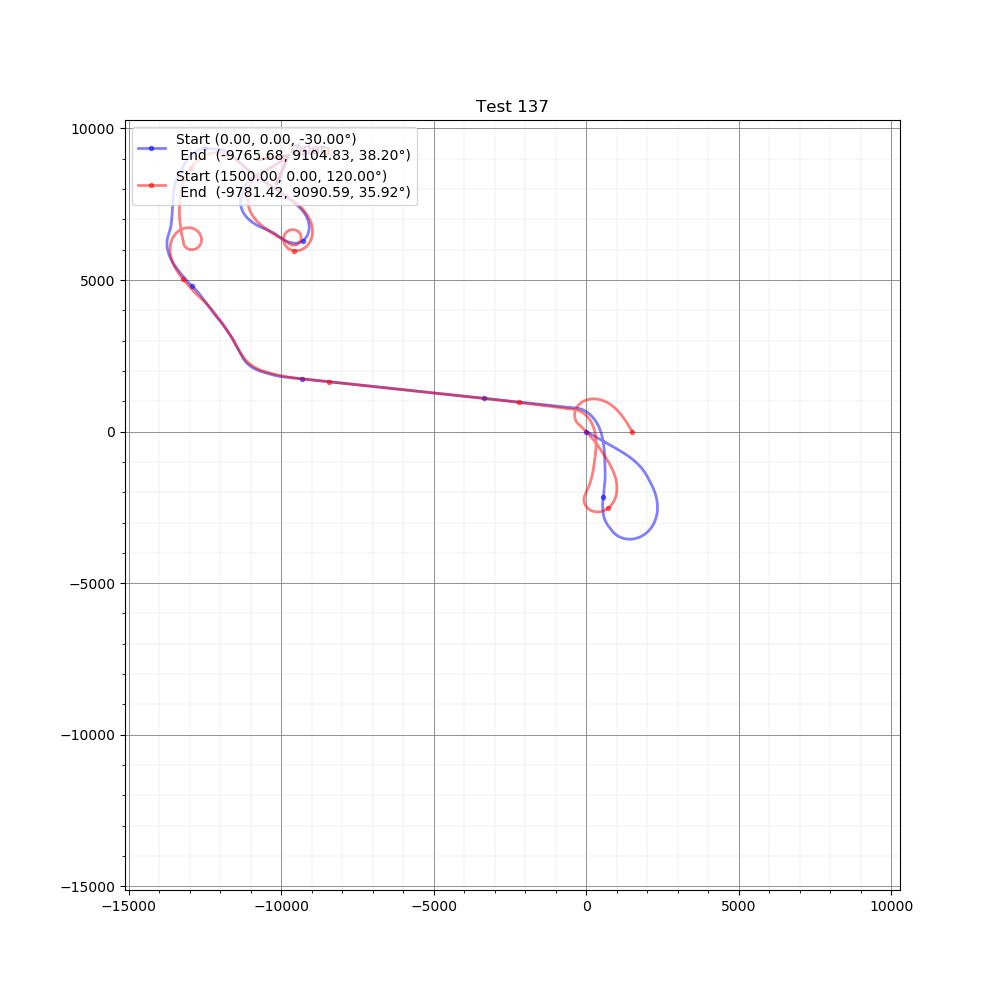 Test 137
10000
Start (0.00, 0.00, -30.00°)
End (-9765.68, 9104.83, 38.20°)
Start (1500.00, 0.00, 120.00°)
End (-9781.42, 9090.59, 35.92°)
5000
0
−5000
−10000
−15000
−15000 −10000 −5000 0 5000 10000